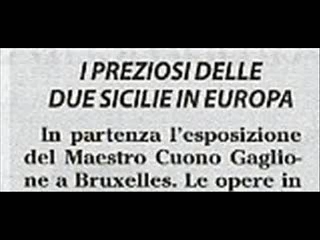 I PREZIOSI DELLE
DUE SICILIE IN EUROPA
In partenza l'esposizione
del Maestro Cuono Gaglio-
ne a Bruxelles. Le opere in